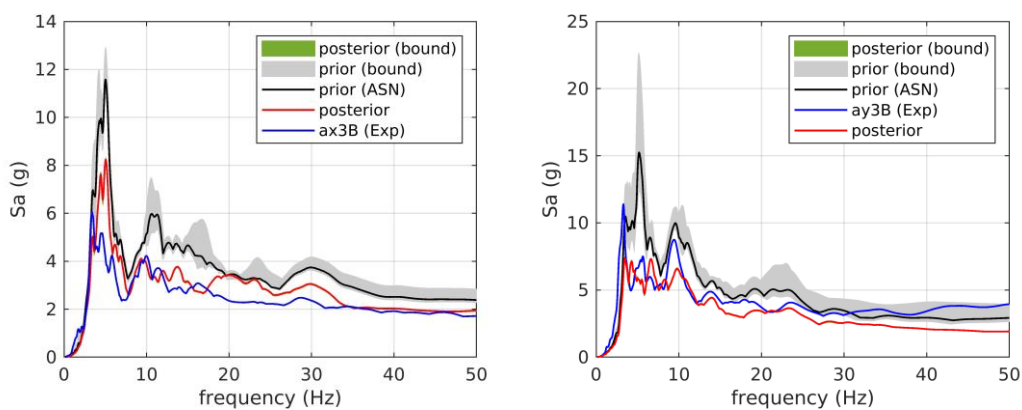 14
12
10
8
6
4
2
0
Sa (g)
posterior (bound)
prior (bound)
prior (ASN)
posterior
ax3B (Exp)
0 10 20 30 40 50
frequency (Hz)
25
20
15
10
5
0
Sa (g)
posterior (bound)
prior (bound)
prior (ASN)
ay3B (Exp)
posterior
0 10 20 30 40 50
frequency (Hz)